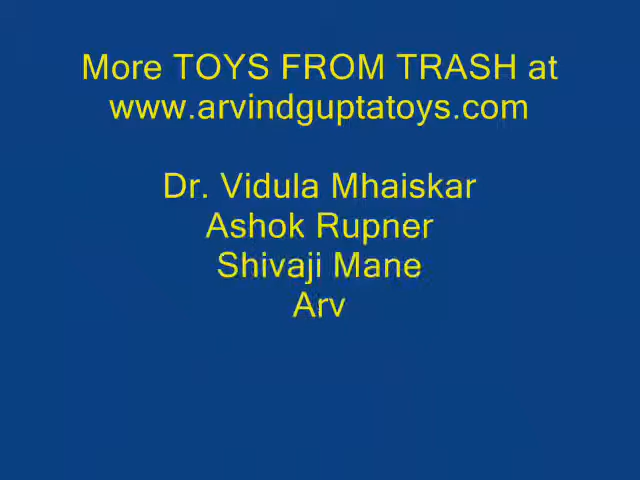 More TOYS FROM TRASH at
www.arvindguptatoys.com
Dr. Vidula Mhaiskar
Ashok Rupner
Shivaji Mane
Arv